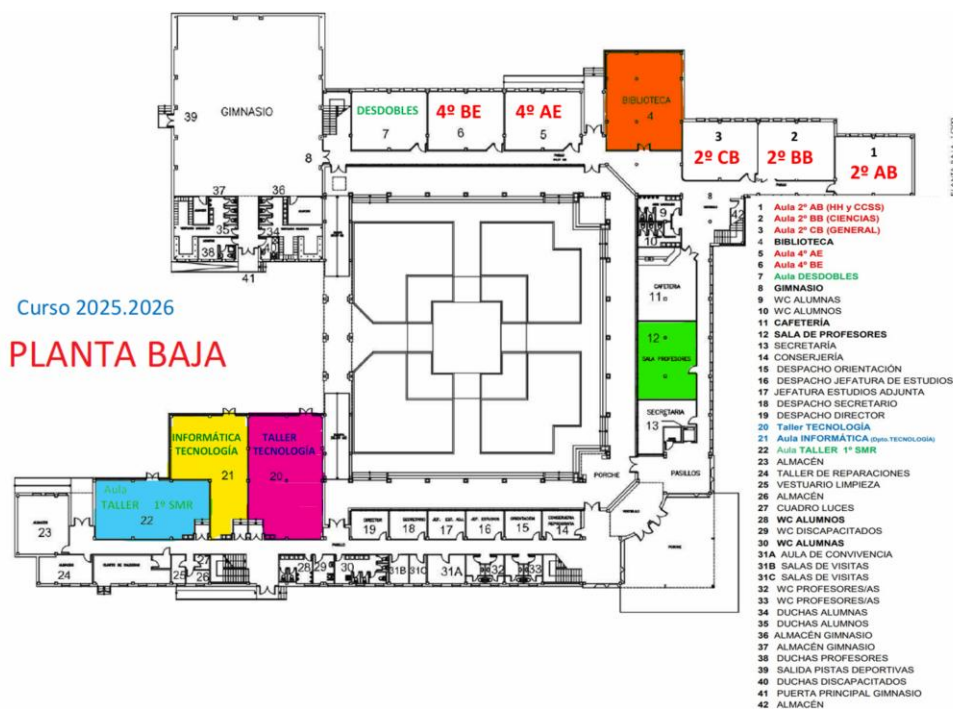 39
GIMNASIO
8
DESDOBLES
7
4º BE
6
4º AE
5
BIBLIOTECA
4
3
2º CB
2
2º BB
1
2º AB
37
36
35
34
38
41
9
10
42
CAFETERIA
11
12
SALA PROFESORES
SECRETARIA
13
PORCHE
PASILLOS
Curso 2025.2026
PLANTA BAJA
INFORMÁTICA
TECNOLOGÍA
21
TALLER
TECNOLOGÍA
20
Aula
TALLER 1º SMR
22
23
24
25
26
27
28
29
30
31B
31C
31A
32
33
DIRECTOR
19
18
17
16
15
14
1 Aula 2º AB (HH y CCSS)
2 Aula 2º BB (CIENCIAS)
3 Aula 2º CB (GENERAL)
4 BIBLIOTECA
5 Aula 4º AE
6 Aula 4º BE
7 Aula DESDOBLES
8 GIMNASIO
9 WC ALUMNAS
10 WC ALUMNOS
11 CAFETERÍA
12 SALA DE PROFESORES
13 SECRETARÍA
14 CONSERJERÍA
15 DESPACHO ORIENTACIÓN
16 DESPACHO JEFATURA DE ESTUDIOS
17 JEFATURA ESTUDIOS ADJUNTA
18 DESPACHO SECRETARIO
19 DESPACHO DIRECTOR
20 Taller TECNOLOGÍA
21 Aula INFORMÁTICA (Dpto.TECNOLOGÍA)
22 Aula TALLER 1º SMR
23 ALMACÉN
24 TALLER DE REPARACIONES
25 VESTUARIO LIMPIEZA
26 ALMACÉN
27 CUADRO LUCES
28 WC ALUMNOS
29 WC DISCAPACITADOS
30 WC ALUMNAS
31A AULA DE CONVIVENCIA
31B SALAS DE VISITAS
31C SALAS DE VISITAS
32 WC PROFESORES/AS
33 WC PROFESORES/AS
34 DUCHAS ALUMNAS
35 DUCHAS ALUMNOS
36 ALMACÉN GIMNASIO
37 ALMACÉN GIMNASIO
38 DUCHAS PROFESORES
39 SALIDA PISTAS DEPORTIVAS
40 DUCHAS DISCAPACITADOS
41 PUERTA PRINCIPAL GIMNASIO
42 ALMACÉN